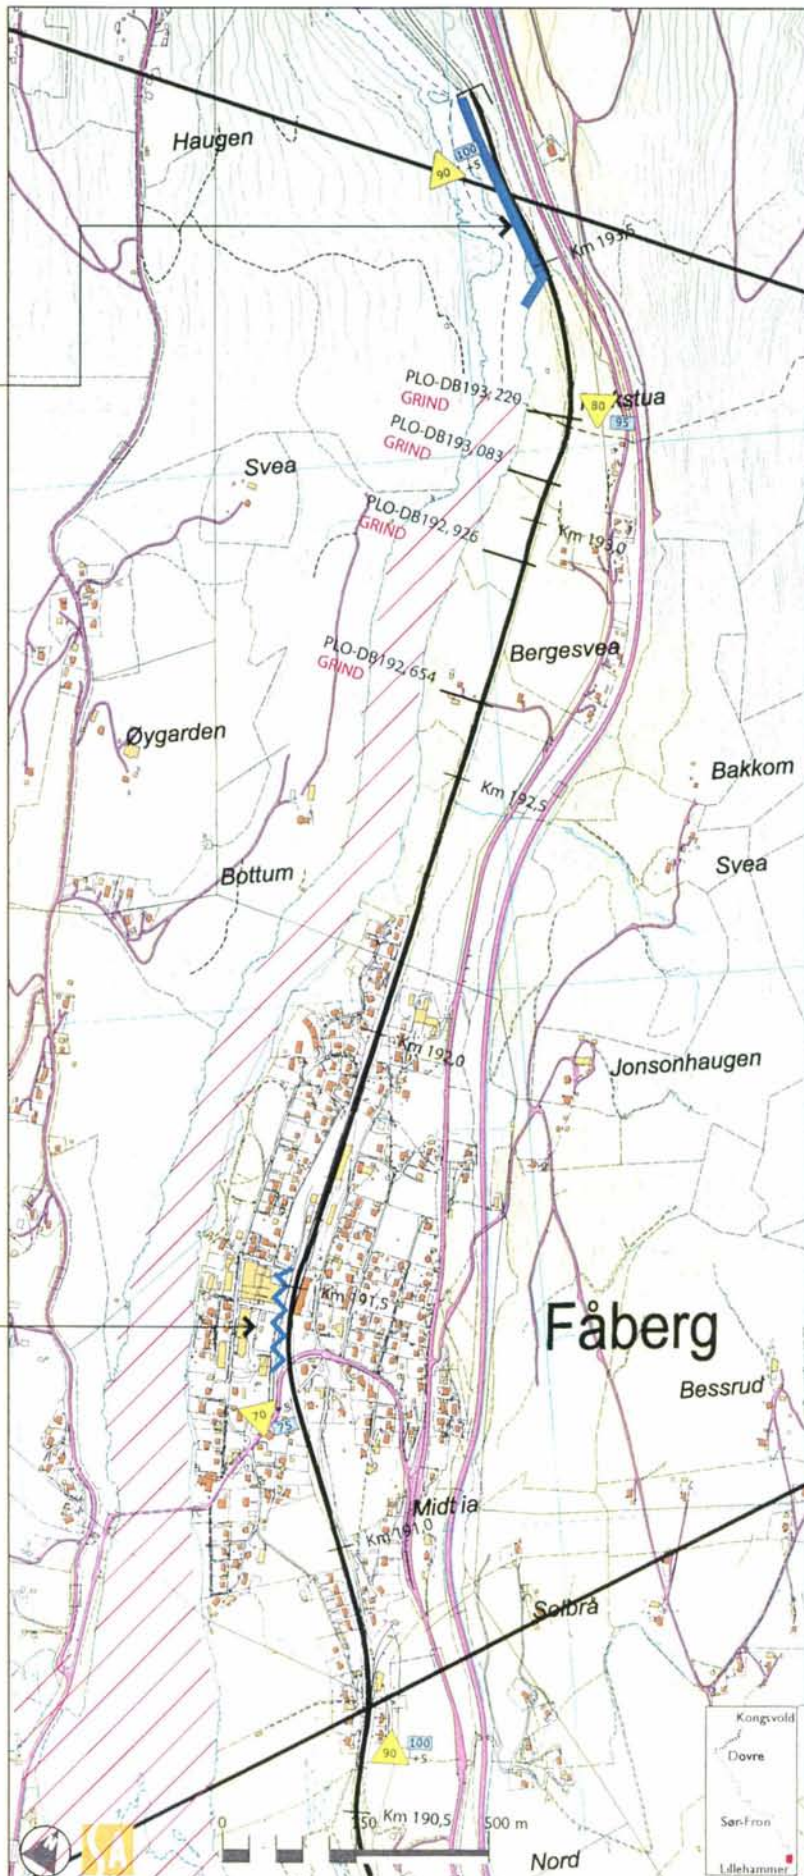 Haugen
90
100
+5
Km 193,5
PLO-DB193,220
GRIND
80
95
PLO-DB193,083
GRIND
Svea
PLO-DB192,926
GRIND
Km 193,0
PLO-DB192,654
GRIND
Bergesvea
Øygarden
Bakkom
Km 192,5
Svea
Bottum
Km 192,0
Jonsonhaugen
Km 191,5
Fåberg
Bessrud
70
75
Midt ia
Km 191,0
Solbrå
Kongsvold
Dovre
Sør-Fron
Lillehammer
90
100
+5
0
250
500 m
Km 190,5
Nord